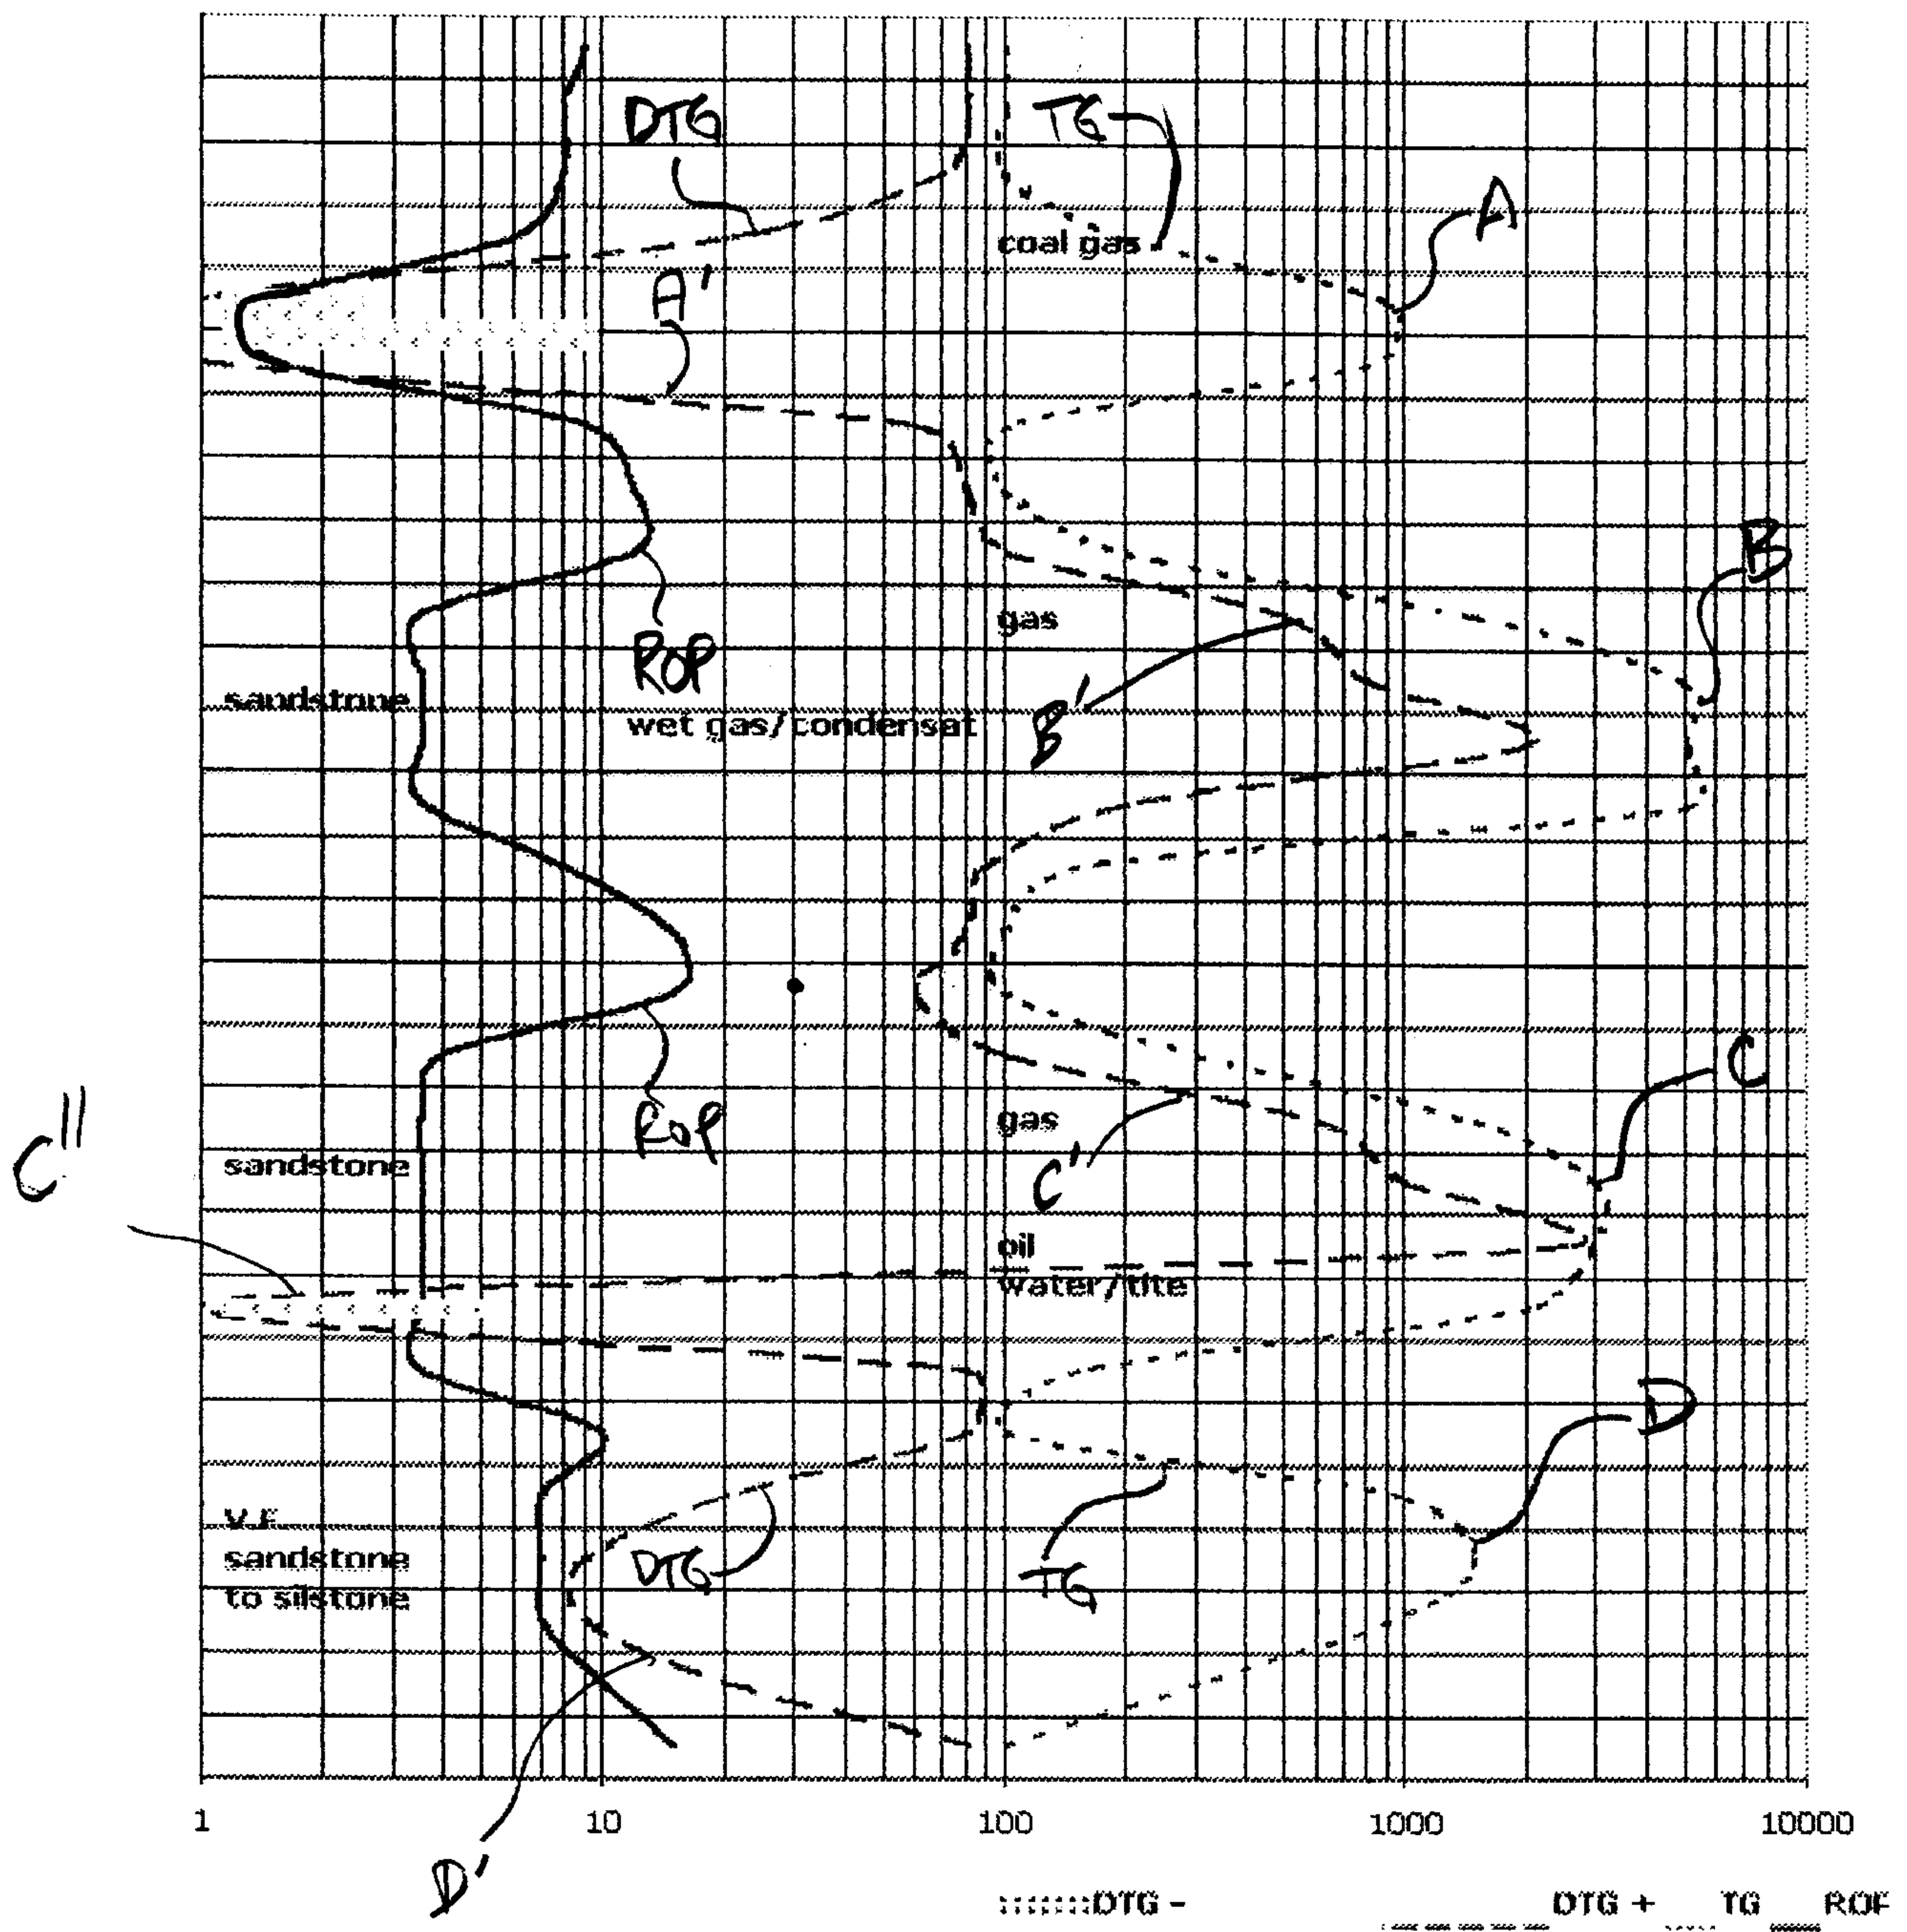 DTG
TG
A
coal gas
A'
B
gas
ROP
sandstone
wet gas/condensat
B'
C
ROP
gas
C"
sandstone
C'
oil
water/tite
D
V.F.
sandstone
to silstone
DTG
TG
1 10 100 1000 10000
D'
DTG - DTG + TG ROF